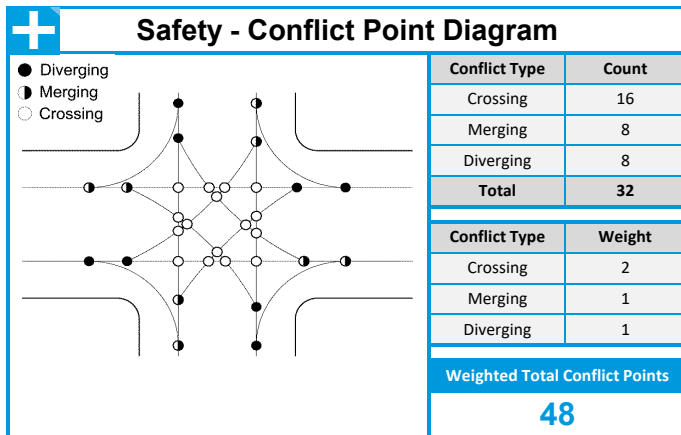 Safety - Conflict Point Diagram
Diverging
Merging
Crossing
Conflict Type Count
Crossing 16
Merging 8
Diverging 8
Total 32
Conflict Type Weight
Crossing 2
Merging 1
Diverging 1
Weighted Total Conflict Points
48